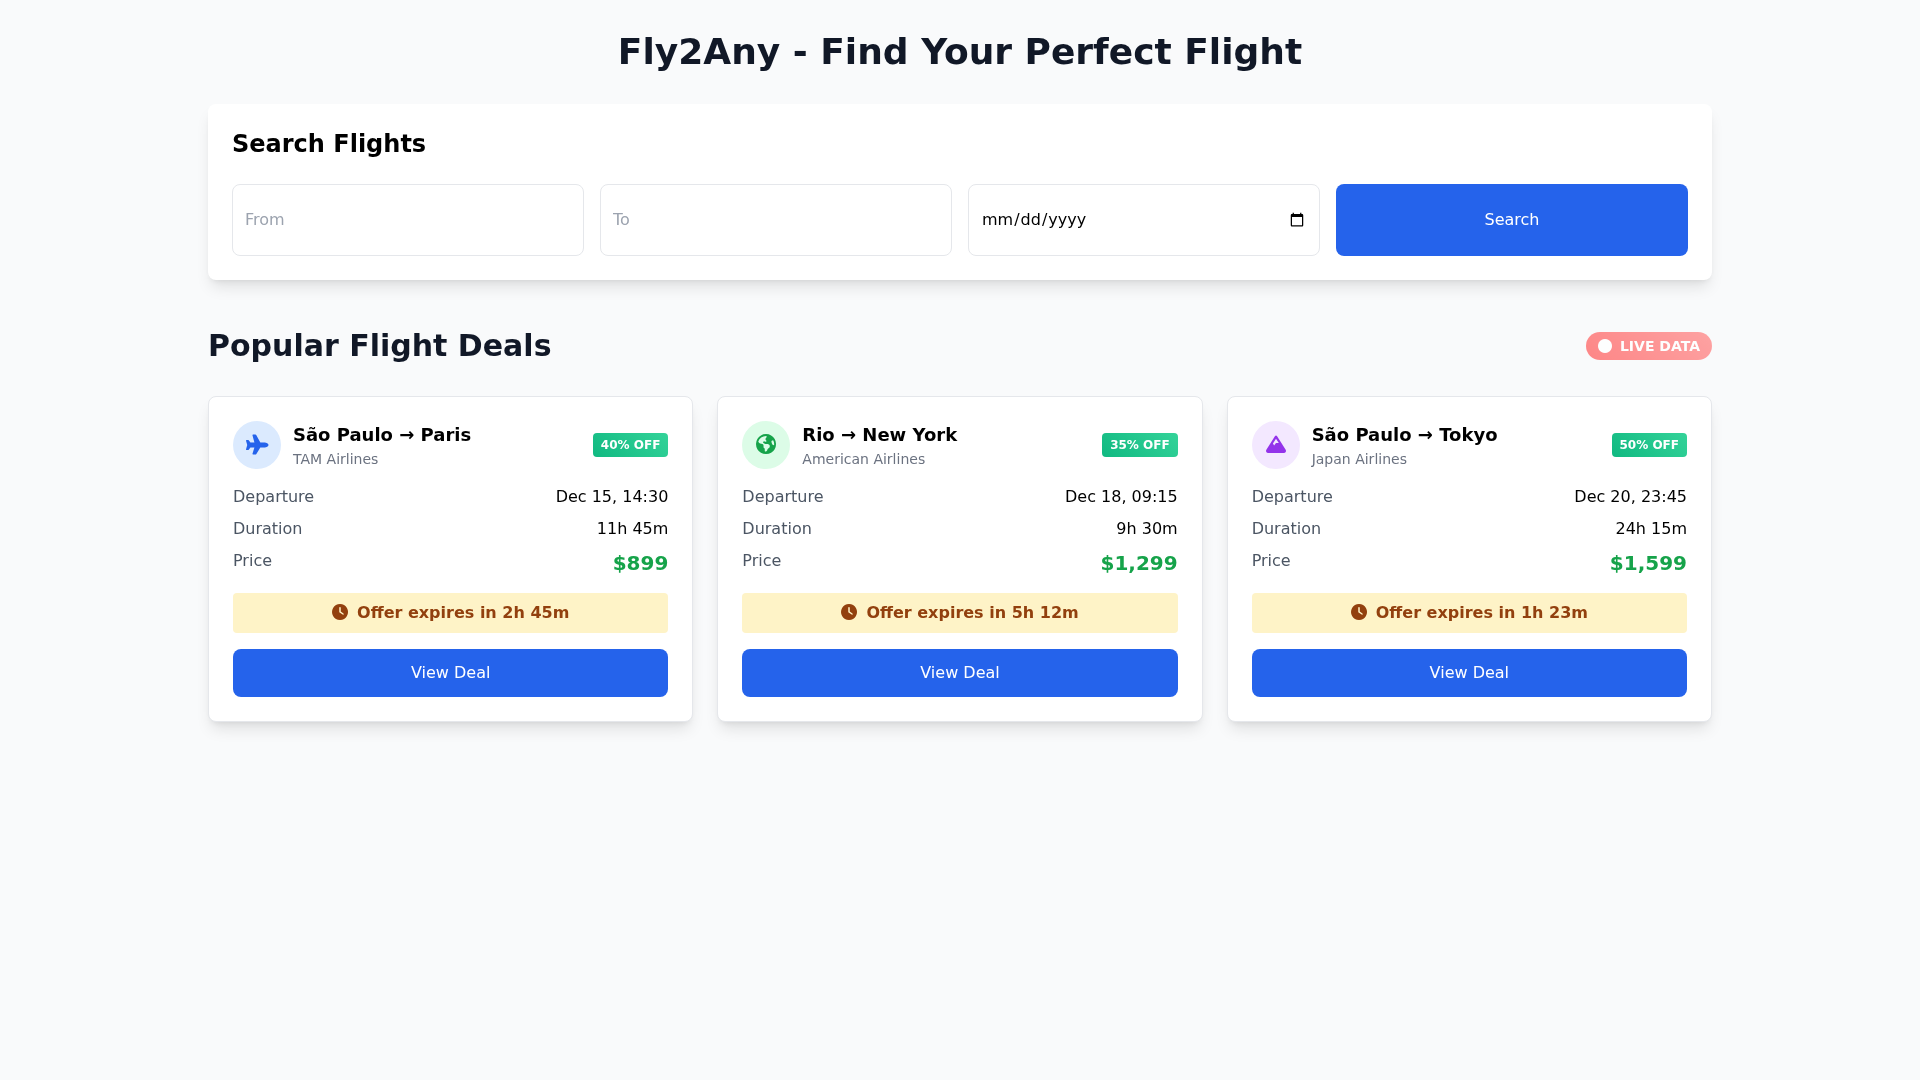 Fly2Any - Find Your Perfect Flight
Search Flights
From
To
mm/dd/yyyy
Search
Popular Flight Deals
LIVE DATA
São Paulo → Paris
TAM Airlines
40% OFF
Departure
Dec 15, 14:30
Duration
11h 45m
Price
$899
Offer expires in 2h 45m
View Deal
Rio → New York
American Airlines
35% OFF
Departure
Dec 18, 09:15
Duration
9h 30m
Price
$1,299
Offer expires in 5h 12m
View Deal
São Paulo → Tokyo
Japan Airlines
50% OFF
Departure
Dec 20, 23:45
Duration
24h 15m
Price
$1,599
Offer expires in 1h 23m
View Deal